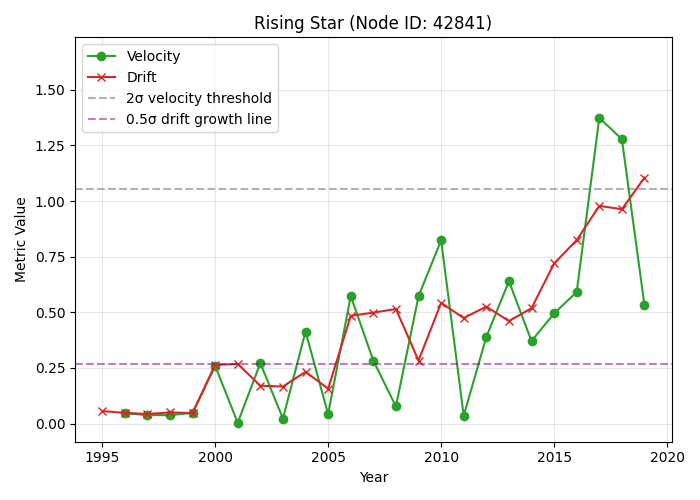 Rising Star (Node ID: 42841)
Velocity
Drift
2σ velocity threshold
0.5σ drift growth line
Metric Value
1.50
1.25
1.00
0.75
0.50
0.25
0.00
1995 2000 2005 2010 2015 2020
Year